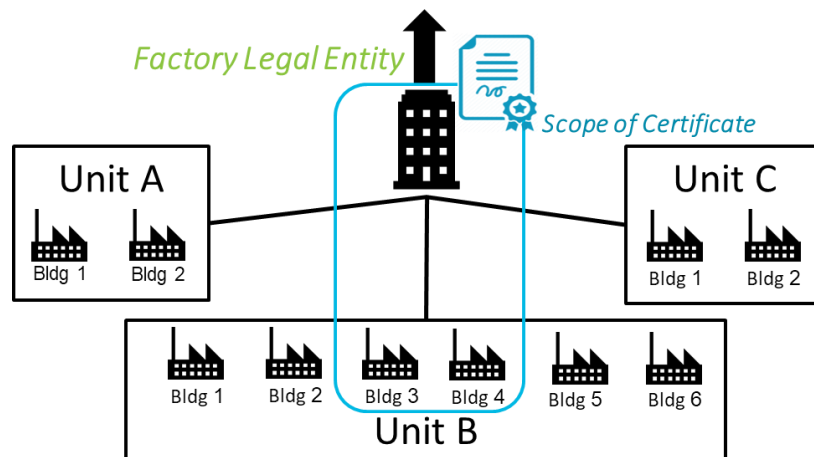 Factory Legal Entity
Scope of Certificate
Unit A
Bldg 1
Bldg 2
Unit C
Bldg 1
Bldg 2
Bldg 1
Bldg 2
Bldg 3
Bldg 4
Bldg 5
Bldg 6
Unit B